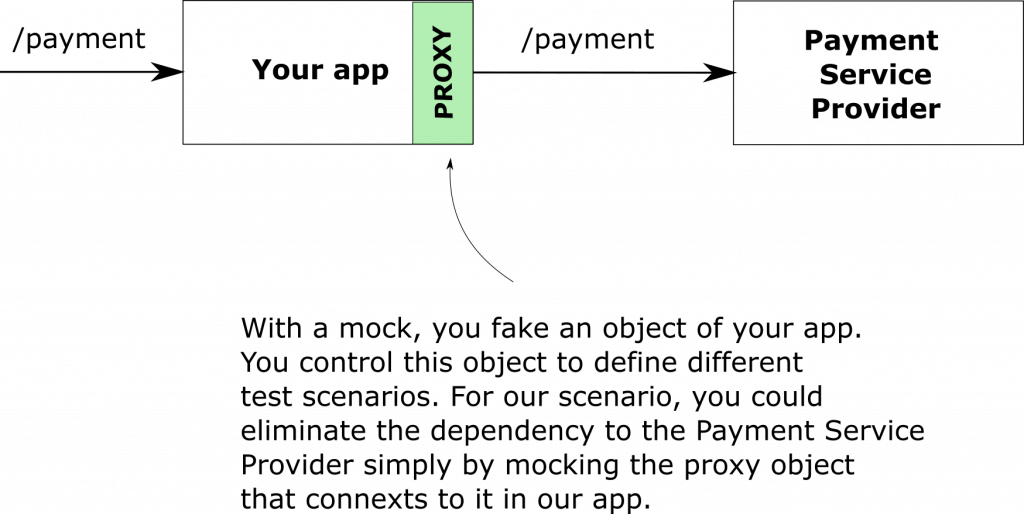 /payment
Your app
PROXY
/payment
Payment
Service
Provider
With a mock, you fake an object of your app.
You control this object to define different
test scenarios. For our scenario, you could
eliminate the dependency to the Payment Service
Provider simply by mocking the proxy object
that connexts to it in our app.